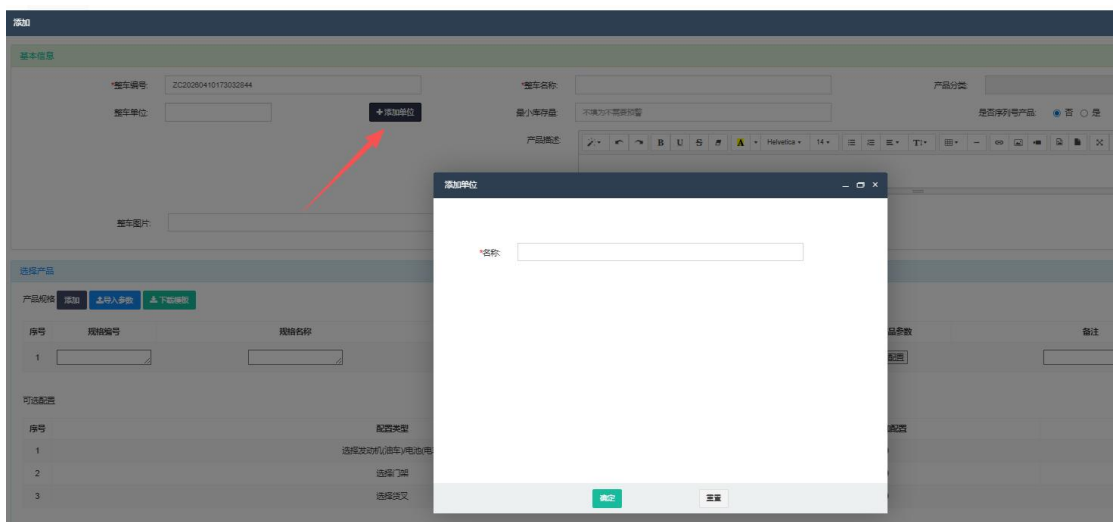 添加
基本信息
*整车编号: ZC20260410173032844 *整车名称: 产品分类:
整车单位: +添加单位 最小库存量: 不填为不需要预警 是否序列号产品: 否 是
产品描述: B U S A Helvetica 14
添加单位
整车图片:
*名称:
选择产品
产品规格 添加 导入参数 下载模板
序号 规格编号 规格名称 品参数 备注
1 配置
可选配置
序号 配置类型 配置
1 选择发动机(油车)/电池(电
2 选择门架
3 选择货叉
确定 重置